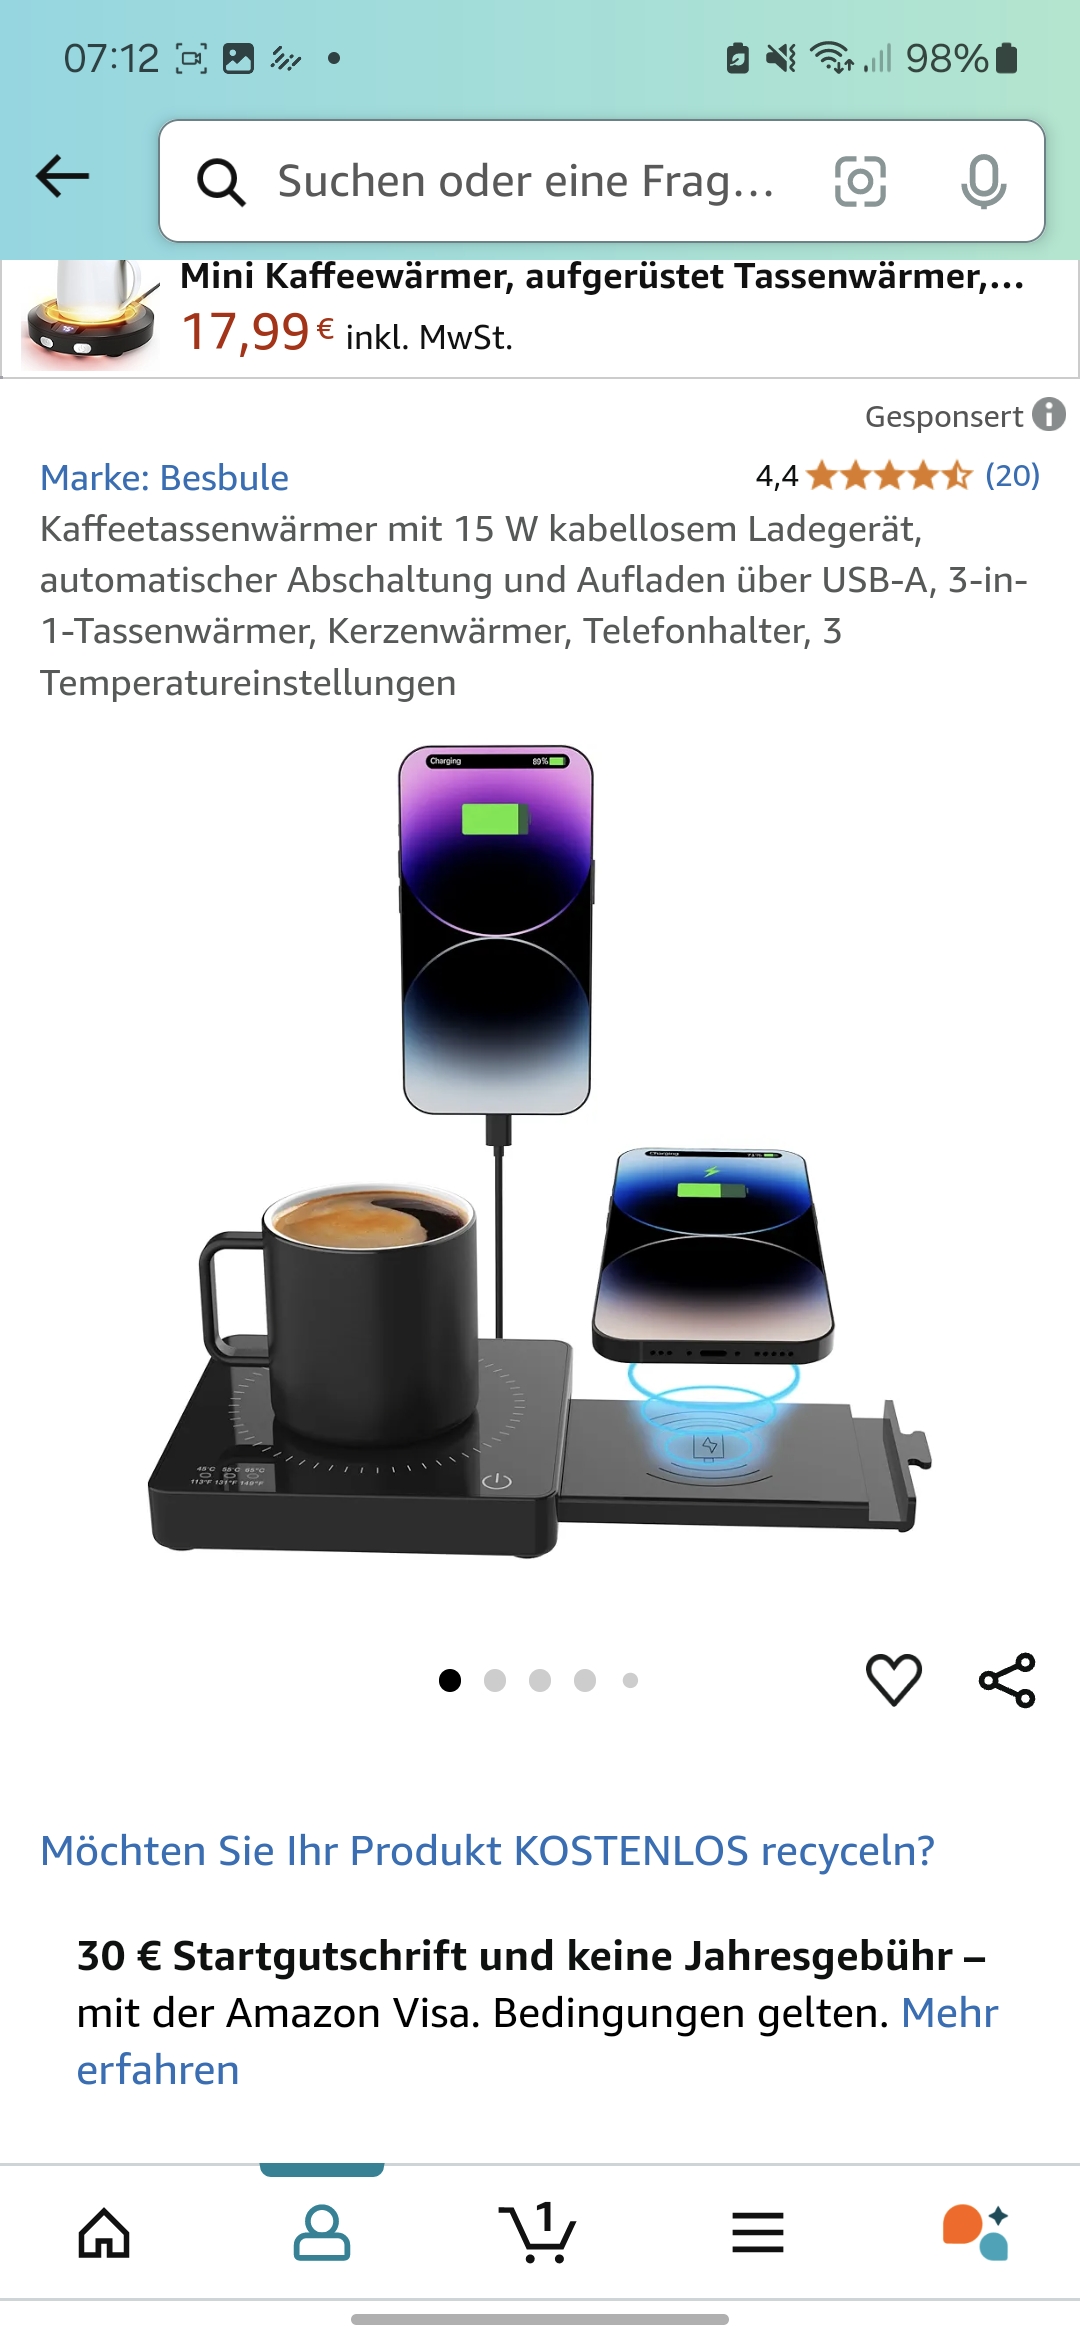 07:12
98%
Suchen oder eine Frag...
Mini Kaffeewärmer, aufgerüstet Tassenwärmer,...
17,99€ inkl. MwSt.
Gesponsert
Marke: Besbule
4,4 (20)
Kaffeetassenwärmer mit 15 W kabellosem Ladegerät,
automatischer Abschaltung und Aufladen über USB-A, 3-in-
1-Tassenwärmer, Kerzenwärmer, Telefonhalter, 3
Temperatureinstellungen
Charging 89%
Charging
45°C 55°C 65°C
113°F 131°F 149°F
Möchten Sie Ihr Produkt KOSTENLOS recyceln?
30 € Startgutschrift und keine Jahresgebühr –
mit der Amazon Visa. Bedingungen gelten. Mehr
erfahren
1